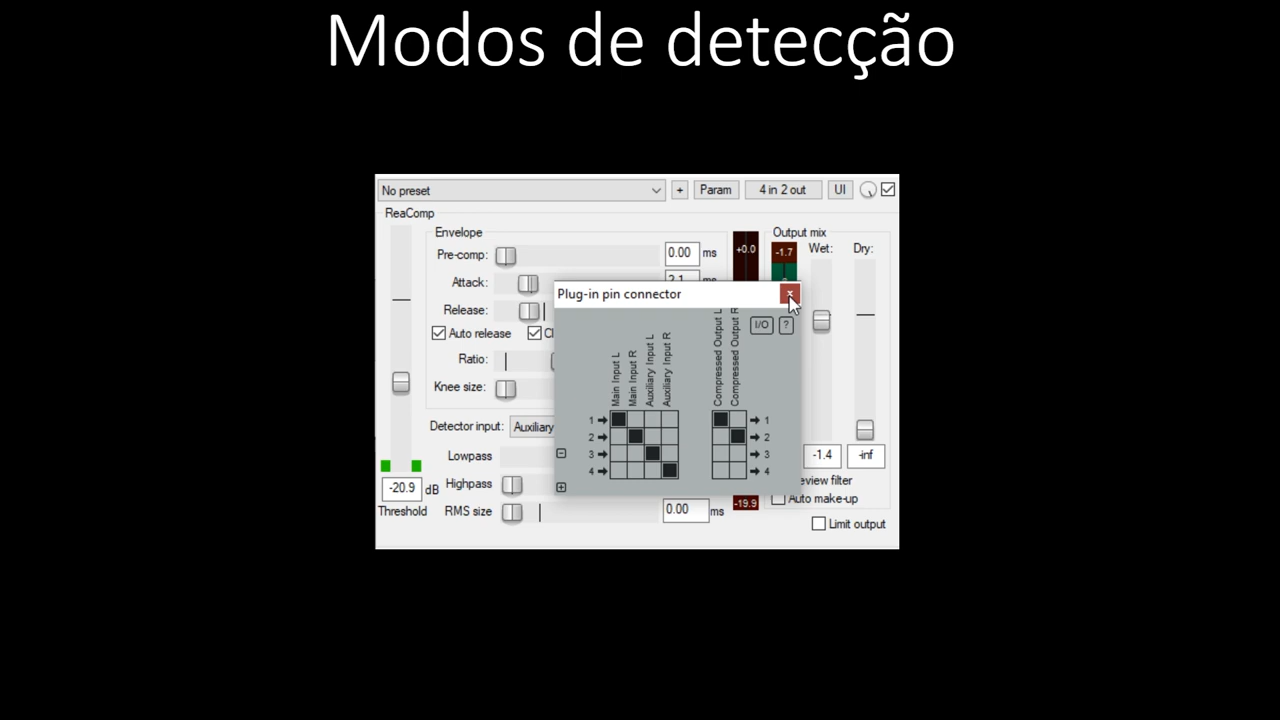 Modos de detecção
No preset + Param 4 in 2 out UI
ReaComp
Envelope
Pre-comp: 0.00 ms
Attack:
Release:
Auto release
Ratio:
Knee size:
Detector input: Auxiliary
Lowpass
Highpass
RMS size 0.00 ms
-20.9 dB
Threshold
+0.0
-19.9
Output mix
-1.7 Wet: Dry:
-1.4 -inf
Auto make-up
Limit output
Plug-in pin connector x
I/O ?
Main Input L
Main Input R
Auxiliary Input L
Auxiliary Input R
Compressed Output L
Compressed Output R
1 1
2 2
3 3
4 4